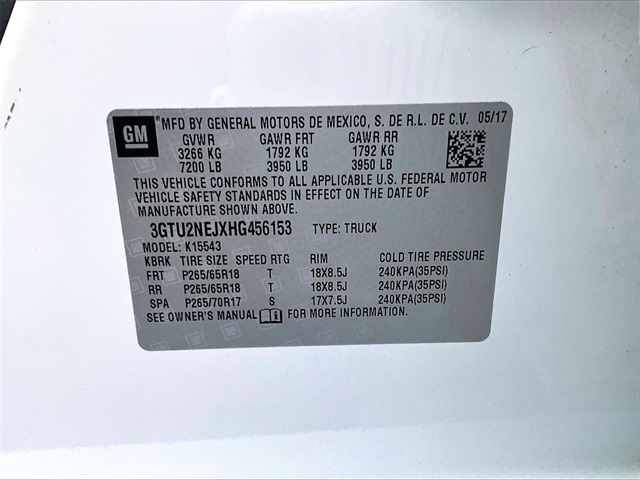 GM ®MFD BY GENERAL MOTORS DE MEXICO, S. DE R.L. DE C.V. 05/17
GVWR GAWR FRT GAWR RR
3266 KG 1792 KG 1792 KG
7200 LB 3950 LB 3950 LB
THIS VEHICLE CONFORMS TO ALL APPLICABLE U.S. FEDERAL MOTOR
VEHICLE SAFETY STANDARDS IN EFFECT ON THE DATE OF
MANUFACTURE SHOWN ABOVE.
3GTU2NEJXHG456153 TYPE: TRUCK
MODEL: K15543
KBRK TIRE SIZE SPEED RTG RIM COLD TIRE PRESSURE
FRT P265/65R18 T 18X8.5J 240KPA(35PSI)
RR P265/65R18 T 18X8.5J 240KPA(35PSI)
SPA P265/70R17 S 17X7.5J 240KPA(35PSI)
SEE OWNER'S MANUAL FOR MORE INFORMATION.